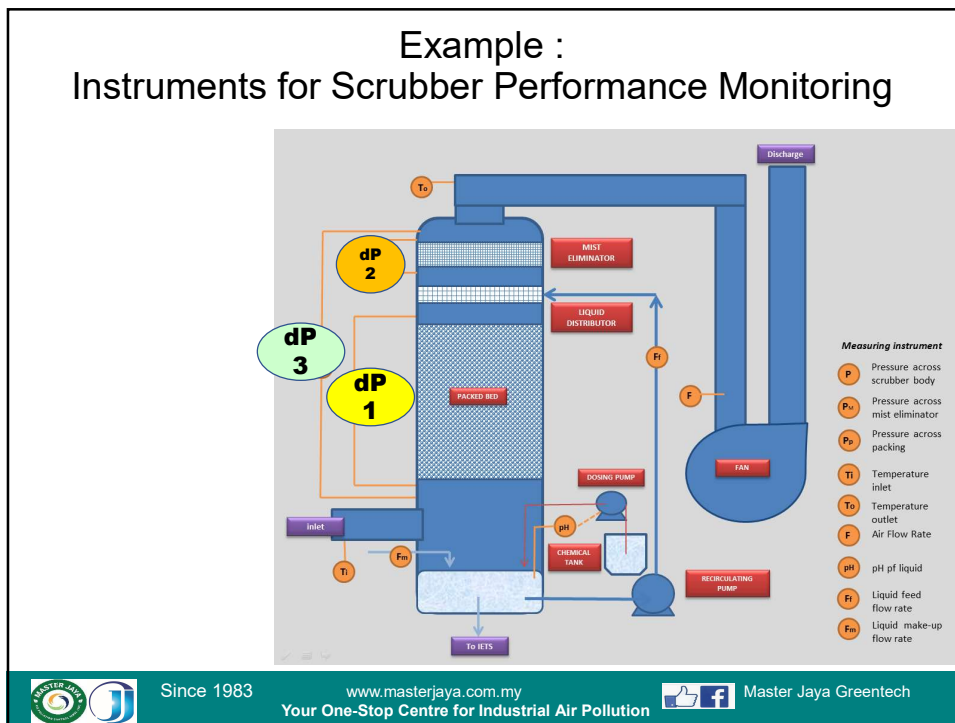 Example :
Instruments for Scrubber Performance Monitoring
Discharge
To
MIST
ELIMINATOR
dP
2
LIQUID
DISTRIBUTOR
dP
3
Ff
dP
1
PACKED BED
F
FAN
DOSING PUMP
inlet
pH
Fm
CHEMICAL
TANK
Ti
RECIRCULATING
PUMP
To IETS
Measuring instrument
P Pressure across
scrubber body
PM Pressure across
mist eliminator
Pp Pressure across
packing
Ti Temperature
inlet
To Temperature
outlet
F Air Flow Rate
pH pH pf liquid
Ff Liquid feed
flow rate
Fm Liquid make-up
flow rate
MASTER JAYA
Since 1983
www.masterjaya.com.my
Your One-Stop Centre for Industrial Air Pollution
Master Jaya Greentech